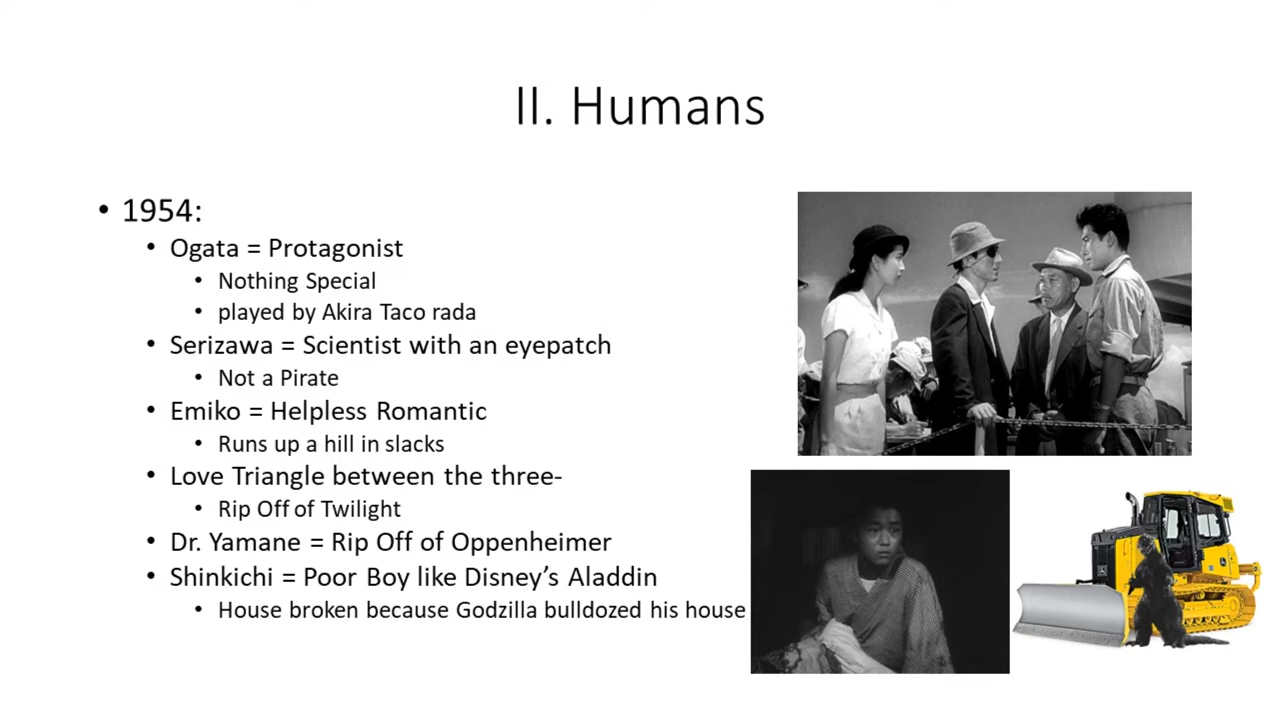 II. Humans
• 1954:
• Ogata = Protagonist
• Nothing Special
• played by Akira Taco rada
• Serizawa = Scientist with an eyepatch
• Not a Pirate
• Emiko = Helpless Romantic
• Runs up a hill in slacks
• Love Triangle between the three-
• Rip Off of Twilight
• Dr. Yamane = Rip Off of Oppenheimer
• Shinkichi = Poor Boy like Disney’s Aladdin
• House broken because Godzilla bulldozed his house